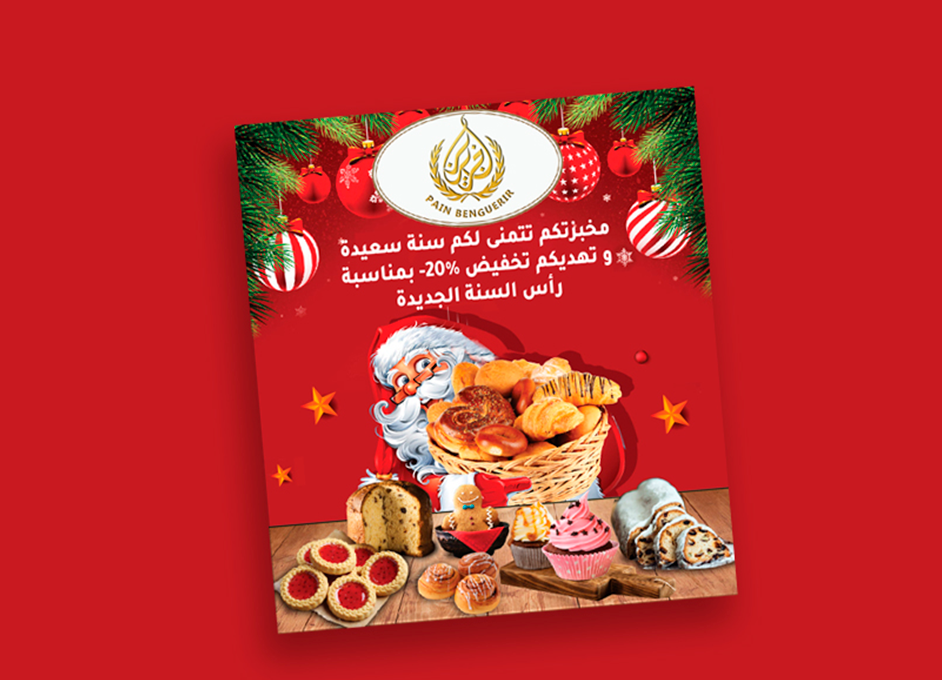 PAIN BENGUERIR
مخبزتكم تتمنى لكم سنة سعيدة
و تهديكم تخفيض 20%- بمناسبة
رأس السنة الجديدة